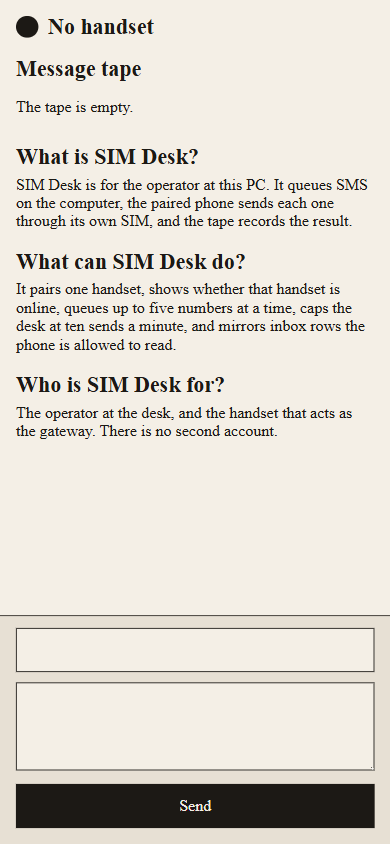 No handset
Message tape
The tape is empty.
What is SIM Desk?
SIM Desk is for the operator at this PC. It queues SMS
on the computer, the paired phone sends each one
through its own SIM, and the tape records the result.
What can SIM Desk do?
It pairs one handset, shows whether that handset is
online, queues up to five numbers at a time, caps the
desk at ten sends a minute, and mirrors inbox rows the
phone is allowed to read.
Who is SIM Desk for?
The operator at the desk, and the handset that acts as
the gateway. There is no second account.
Send